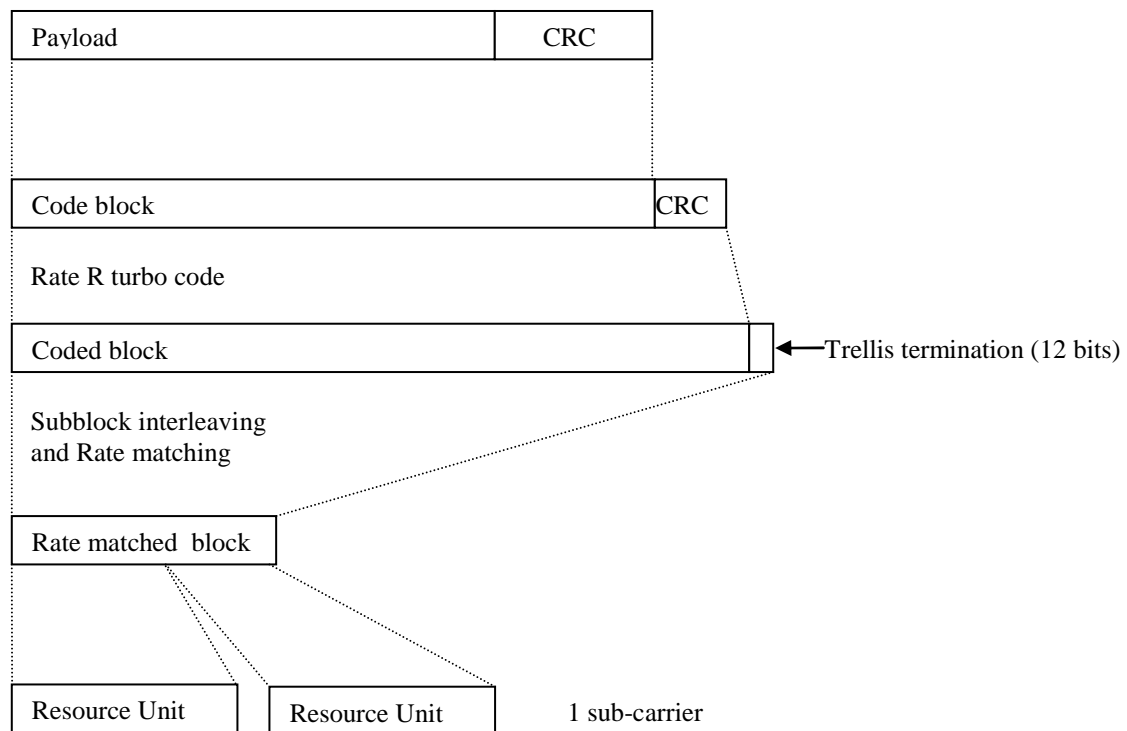 Payload CRC
Code block CRC
Rate R turbo code
Coded block
Trellis termination (12 bits)
Subblock interleaving
and Rate matching
Rate matched block
Resource Unit Resource Unit 1 sub-carrier